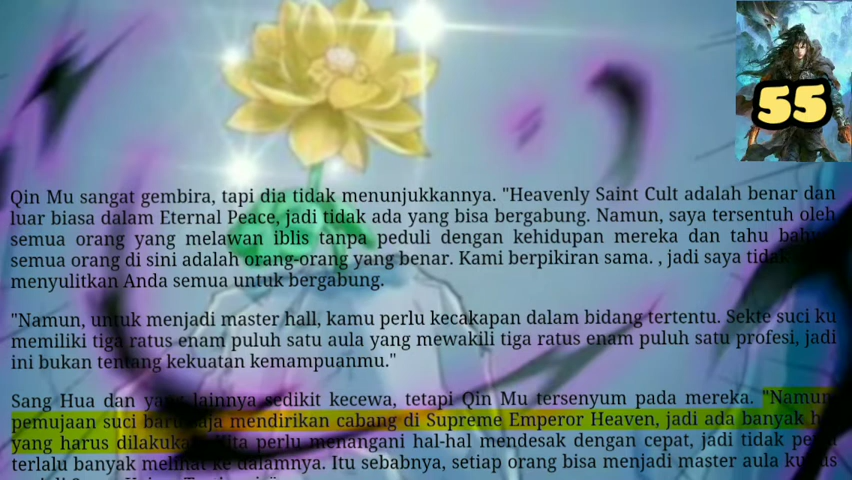 55
Qin Mu sangat gembira, tapi dia tidak menunjukkannya. "Heavenly Saint Cult adalah benar dan
luar biasa dalam Eternal Peace, jadi tidak ada yang bisa bergabung. Namun, saya tersentuh oleh
semua orang yang melawan iblis tanpa peduli dengan kehidupan mereka dan tahu
semua orang di sini adalah orang-orang yang benar. Kami berpikiran sama. , jadi saya
menyulitkan Anda semua untuk bergabung.
"Namun, untuk menjadi master hall, kamu perlu kecakapan dalam bidang tertentu. Sekte suci ku
memiliki tiga ratus enam puluh satu aula yang mewakili tiga ratus enam puluh satu profesi, jadi
ini bukan tentang kekuatan kemampuanmu."
Sang Hua dan yang lainnya sedikit kecewa, tetapi Qin Mu tersenyum pada mereka. "Namun
pemujaan suci baru saja mendirikan cabang di Supreme Emperor Heaven, jadi ada banyak
yang harus dilakukan. Kita perlu menangani hal-hal mendesak dengan cepat, jadi tidak
terlalu banyak melihat ke dalamnya. Itu sebabnya, setiap orang bisa menjadi master aula